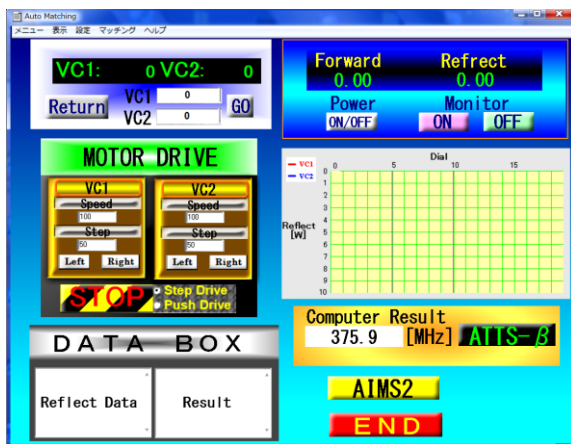 Auto Matching
メニュー 表示 設定 マッチング ヘルプ
VC1: 0 VC2: 0
Return VC1 0 GO
VC2 0
Forward Refrect
0.00 0.00
Power Monitor
ON/OFF ON OFF
MOTOR DRIVE
VC1 VC2
Speed Speed
100 100
Step Step
50 50
Left Right Left Right
STOP Step Drive
Push Drive
Dial
VC1
VC2
0 5 10 15
Reflect
[W]
0
1
2
3
4
5
6
7
8
9
10
Computer Result
375.9 [MHz] ATTS-β
DATA BOX
Reflect Data Result
AIMS2
END